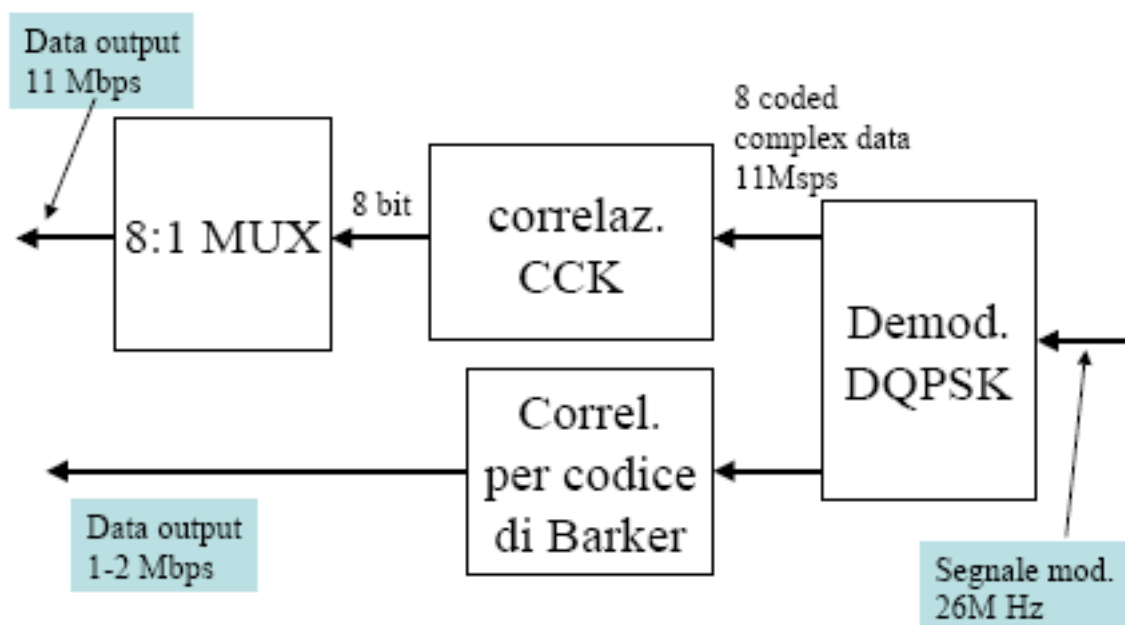 Data output
11 Mbps
8:1 MUX
8 bit
correlaz.
CCK
8 coded
complex data
11Msps
Demod.
DQPSK
Correl.
per codice
di Barker
Data output
1-2 Mbps
Segnale mod.
26M Hz